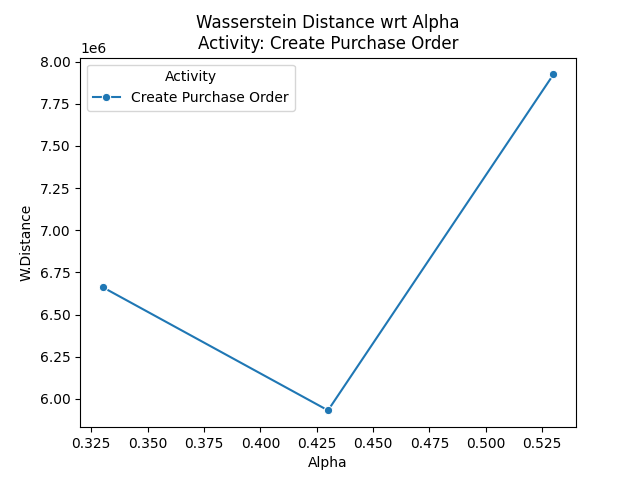 Wasserstein Distance wrt Alpha
Activity: Create Purchase Order
1e6
8.00
7.75
7.50
7.25
7.00
6.75
6.50
6.25
6.00
W.Distance
Activity
Create Purchase Order
0.325 0.350 0.375 0.400 0.425 0.450 0.475 0.500 0.525
Alpha